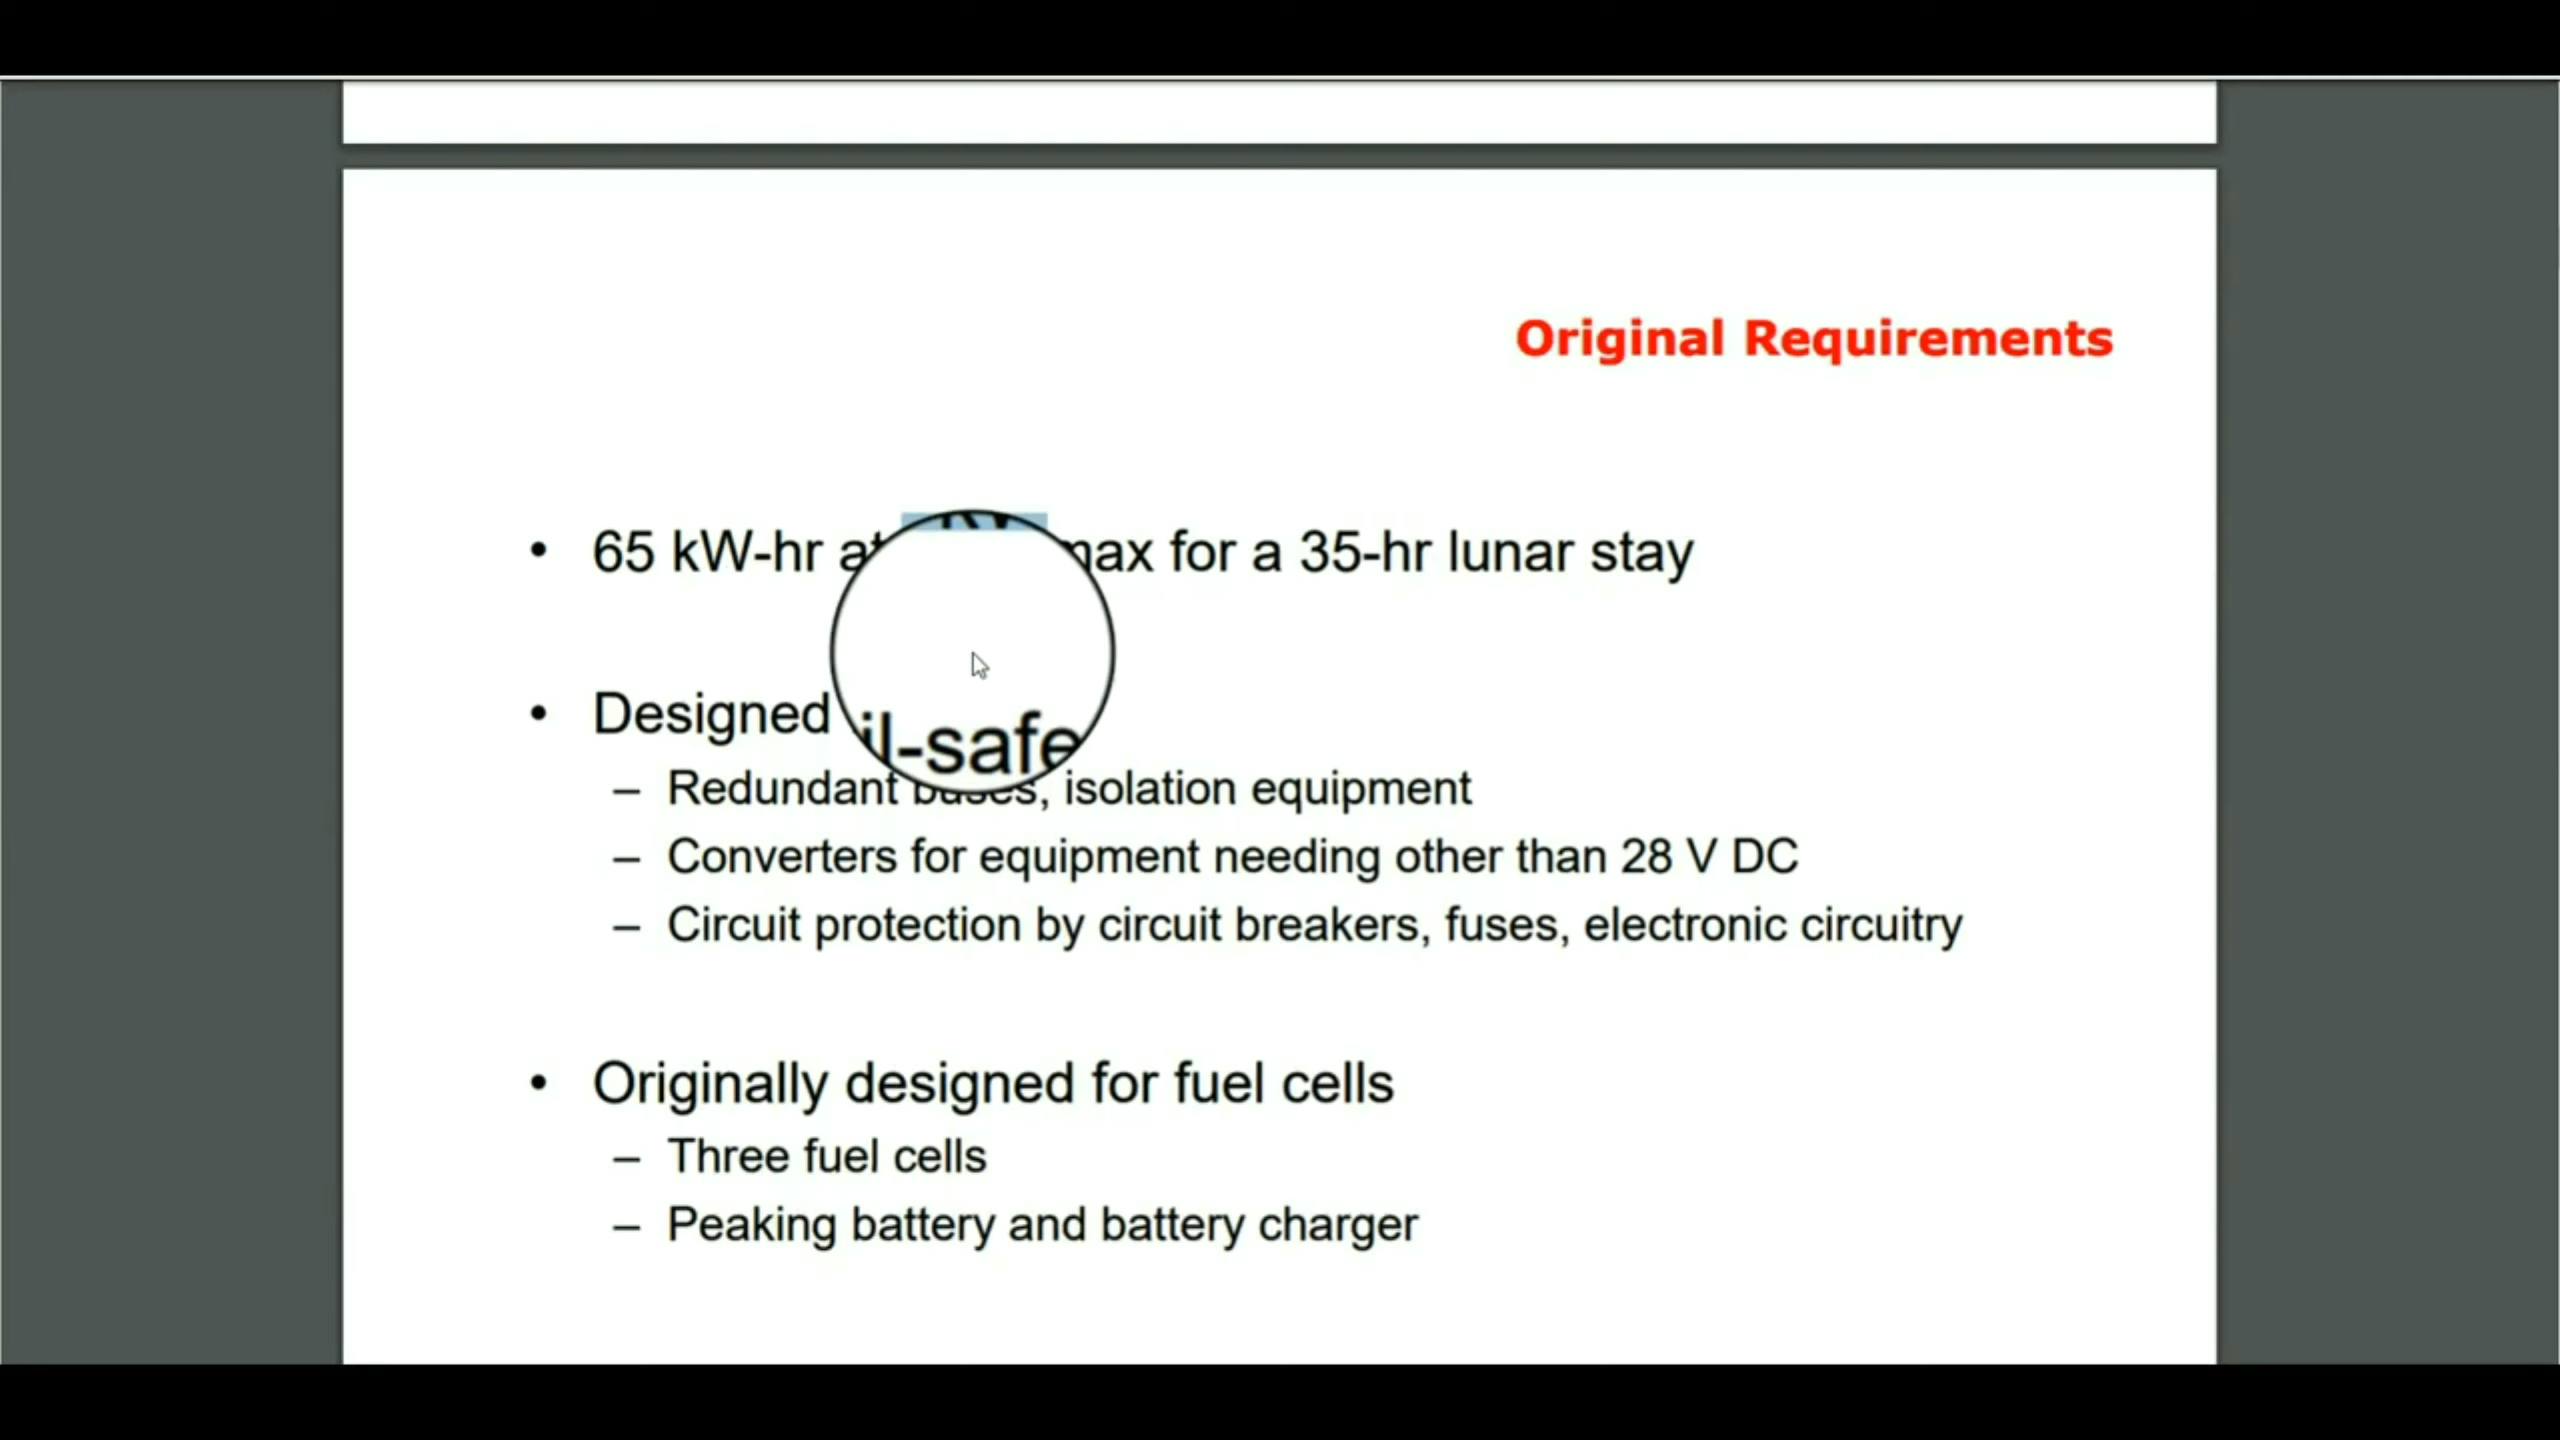 Original Requirements
• 65 kW-hr at max for a 35-hr lunar stay
• Designed il-safe
– Redundant buses, isolation equipment
– Converters for equipment needing other than 28 V DC
– Circuit protection by circuit breakers, fuses, electronic circuitry
• Originally designed for fuel cells
– Three fuel cells
– Peaking battery and battery charger